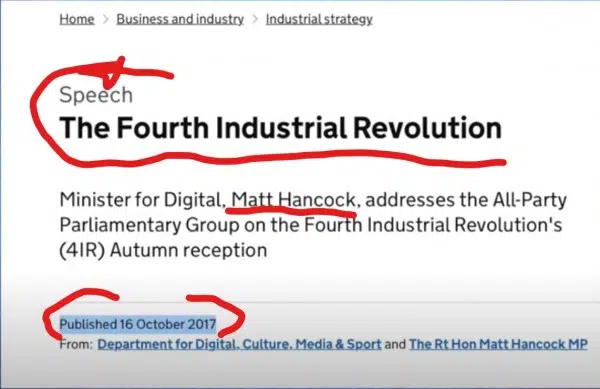 Home > Business and industry > Industrial strategy
Speech
The Fourth Industrial Revolution
Minister for Digital, Matt Hancock, addresses the All-Party
Parliamentary Group on the Fourth Industrial Revolution's
(4IR) Autumn reception
Published 16 October 2017
From: Department for Digital, Culture, Media & Sport and The Rt Hon Matt Hancock MP